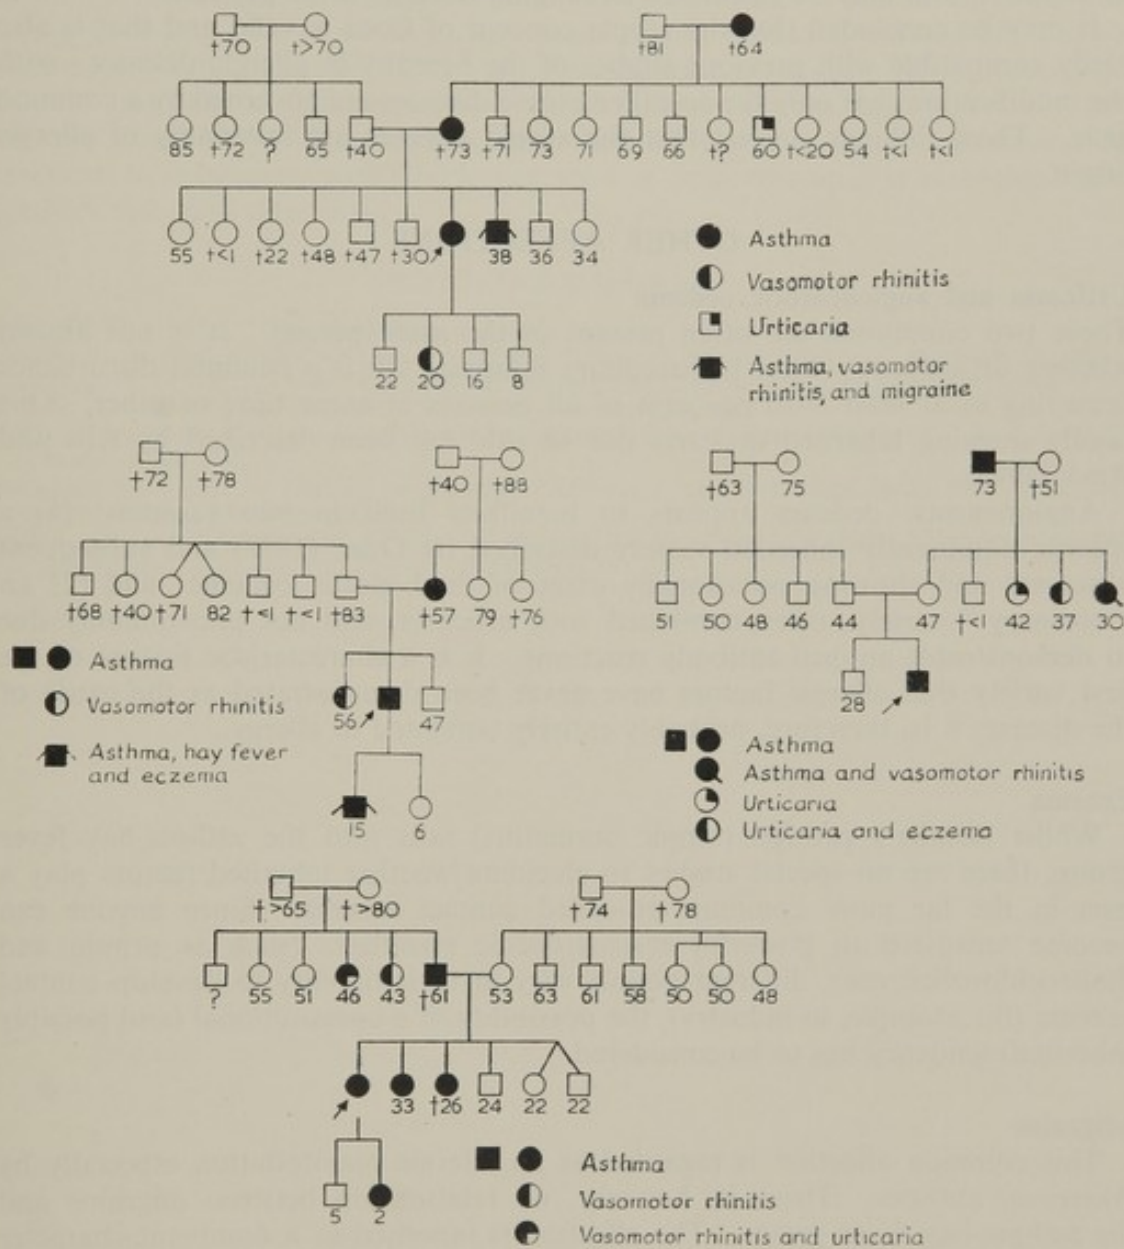 †70 †>70 †81 †64
85 †72 ? 65 †40 †73 †71 73 71 69 66 †? 60 †<20 54 †<1 †<1
55 †<1 †22 †48 †47 †30 38 36 34
22 20 16 8
Asthma
Vasomotor rhinitis
Urticaria
Asthma, vasomotor
rhinitis, and migraine
†72 †78 †40 †88
†68 †40 †71 82 †<1 †<1 †83 †57 79 †76
56 47
15 6
Asthma
Vasomotor rhinitis
Asthma, hay fever
and eczema
†63 75 73 †51
51 50 48 46 44 47 †<1 42 37 30
28
Asthma
Asthma and vasomotor rhinitis
Urticaria
Urticaria and eczema
†>65 †>80 †74 †78
? 55 51 46 43 †61 53 63 61 58 50 50 48
33 †26 24 22 22
5 2
Asthma
Vasomotor rhinitis
Vasomotor rhinitis and urticaria